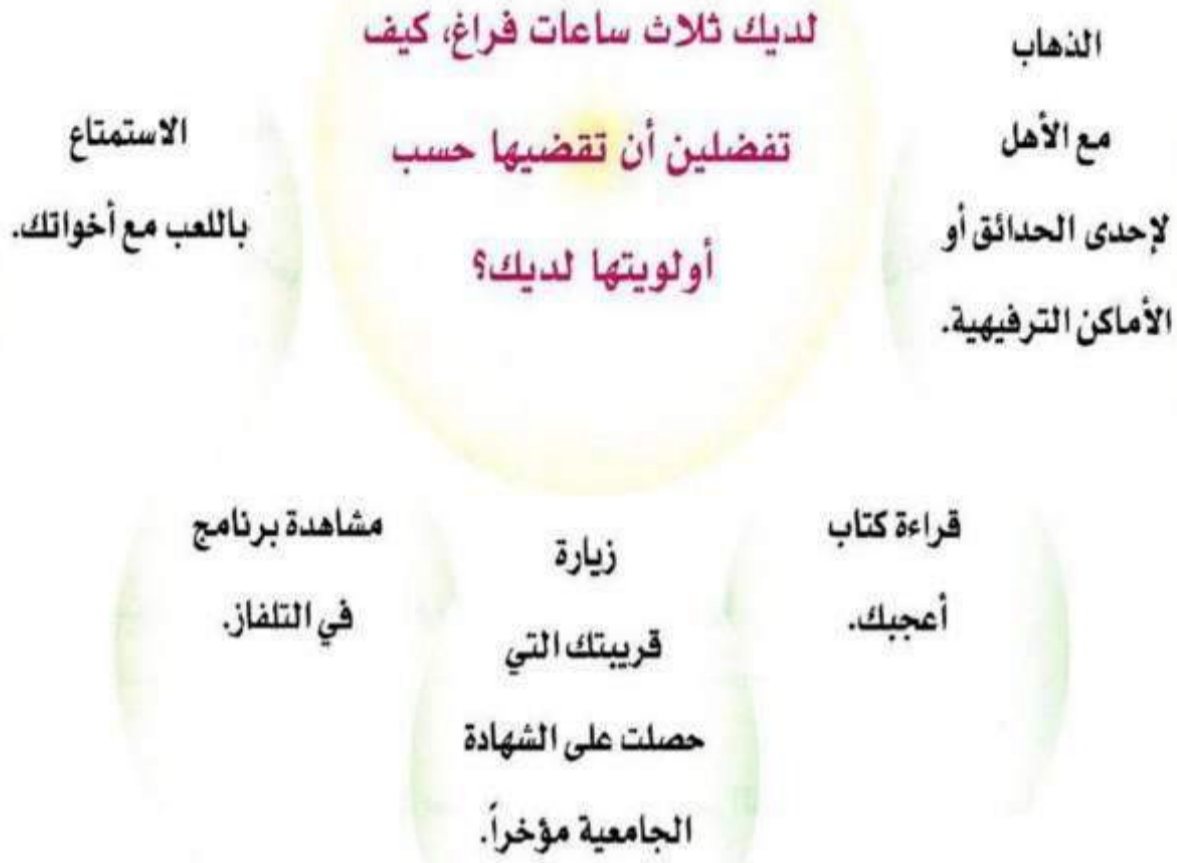 لديك ثلاث ساعات فراغ، كيف
تفضلين أن تقضيها حسب
أولويتها لديك؟
الذهاب
مع الأهل
لإحدى الحدائق أو
الأماكن الترفيهية.
الاستمتاع
باللعب مع أخواتك.
قراءة كتاب
أعجبك.
زيارة
قريبتك التي
حصلت على الشهادة
الجامعية مؤخراً.
مشاهدة برنامج
في التلفاز.